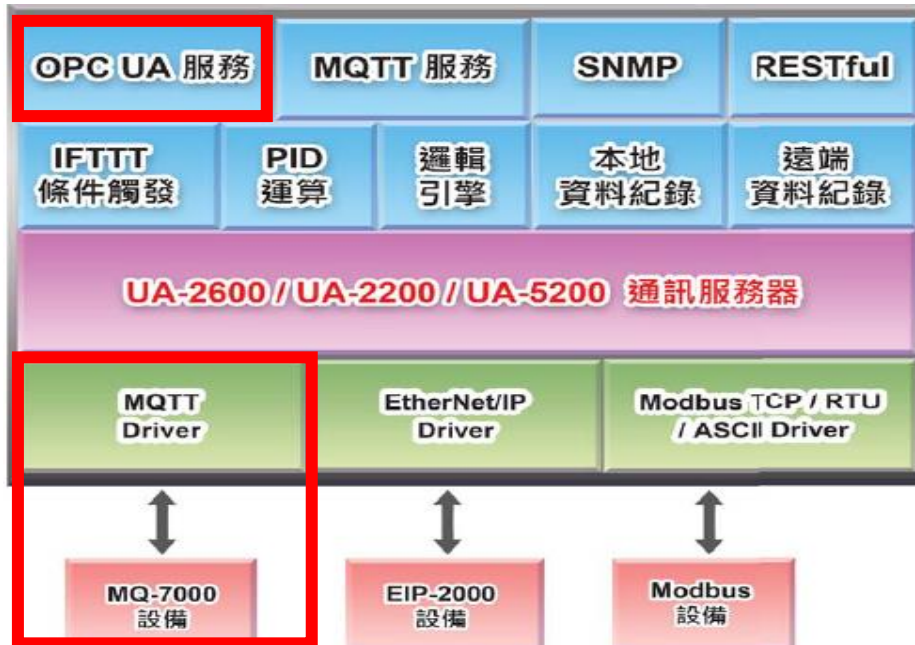 OPC UA 服務
MQTT 服務
SNMP
RESTful
IFTTT
條件觸發
PID
運算
邏輯
引擎
本地
資料紀錄
遠端
資料紀錄
UA-2600 / UA-2200 / UA-5200 通訊服務器
MQTT
Driver
EtherNet/IP
Driver
Modbus TCP / RTU
/ ASCII Driver
MQ-7000
設備
EIP-2000
設備
Modbus
設備